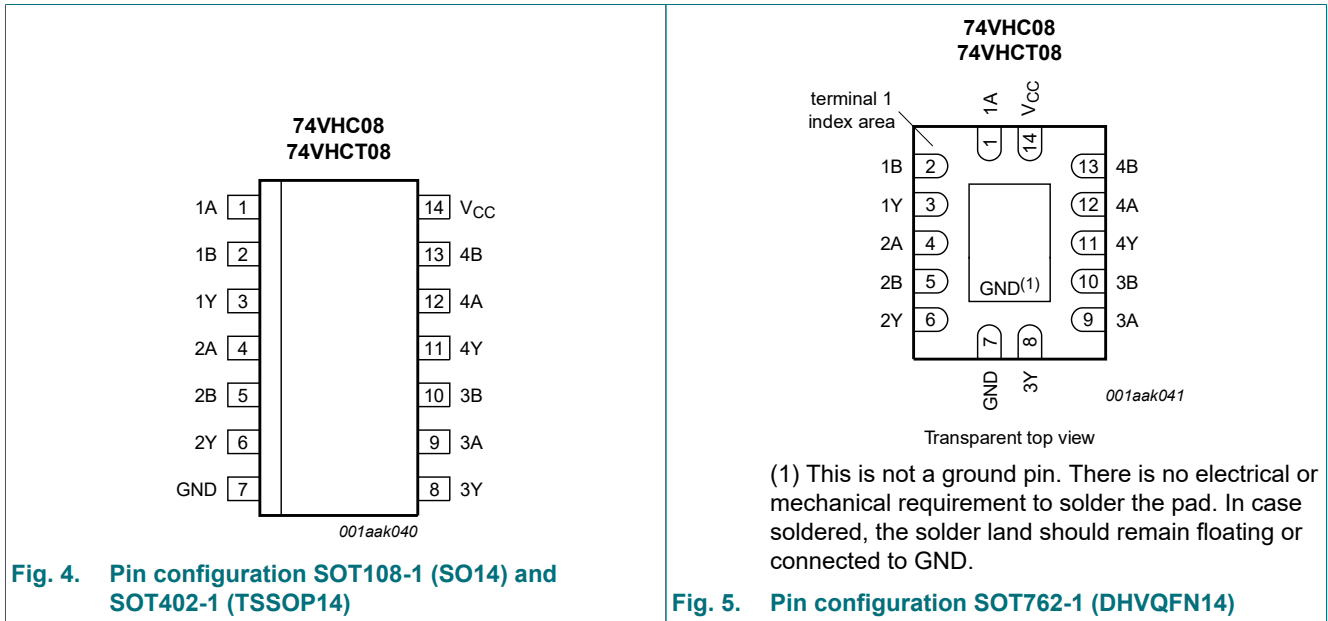 74VHC08
74VHCT08
1A 1
1B 2
1Y 3
2A 4
2B 5
2Y 6
GND 7
14 VCC
13 4B
12 4A
11 4Y
10 3B
9 3A
8 3Y
001aak040
Fig. 4. Pin configuration SOT108-1 (SO14) and
SOT402-1 (TSSOP14)
74VHC08
74VHCT08
terminal 1
index area
1A
VCC
1
14
1B 2
1Y 3
2A 4
2B 5
2Y 6
13 4B
12 4A
11 4Y
10 3B
9 3A
GND(1)
7
8
GND
3Y
001aak041
Transparent top view
(1) This is not a ground pin. There is no electrical or
mechanical requirement to solder the pad. In case
soldered, the solder land should remain floating or
connected to GND.
Fig. 5. Pin configuration SOT762-1 (DHVQFN14)